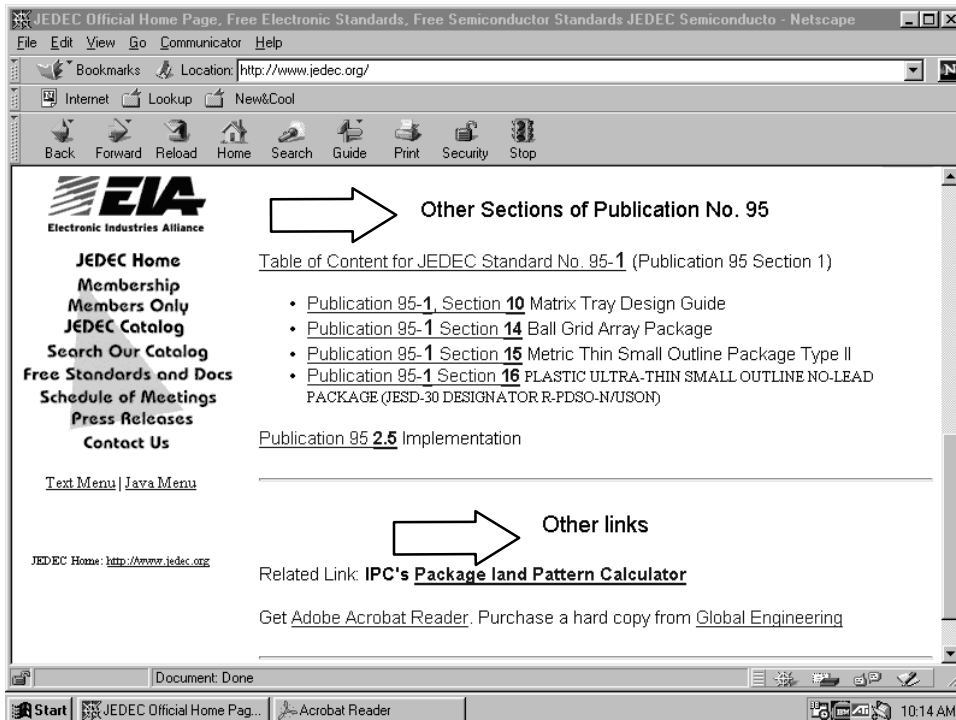 JEDEC Official Home Page, Free Electronic Standards, Free Semiconductor Standards JEDEC Semiconducto - Netscape
File Edit View Go Communicator Help
Bookmarks Location: http://www.jedec.org/
N
Internet Lookup New&Cool
Back Forward Reload Home Search Guide Print Security Stop
EIA
Electronic Industries Alliance
JEDEC Home
Membership
Members Only
JEDEC Catalog
Search Our Catalog
Free Standards and Docs
Schedule of Meetings
Press Releases
Contact Us
Text Menu | Java Menu
JEDEC Home: http://www.jedec.org
Other Sections of Publication No. 95
Table of Content for JEDEC Standard No. 95-1 (Publication 95 Section 1)
• Publication 95-1, Section 10 Matrix Tray Design Guide
• Publication 95-1 Section 14 Ball Grid Array Package
• Publication 95-1 Section 15 Metric Thin Small Outline Package Type II
• Publication 95-1 Section 16 PLASTIC ULTRA-THIN SMALL OUTLINE NO-LEAD
PACKAGE (JESD-30 DESIGNATOR R-PDSO-N/USON)
Publication 95 2.5 Implementation
Other links
Related Link: IPC's Package land Pattern Calculator
Get Adobe Acrobat Reader. Purchase a hard copy from Global Engineering
Document: Done
Start JEDEC Official Home Pag... Acrobat Reader 10:14 AM